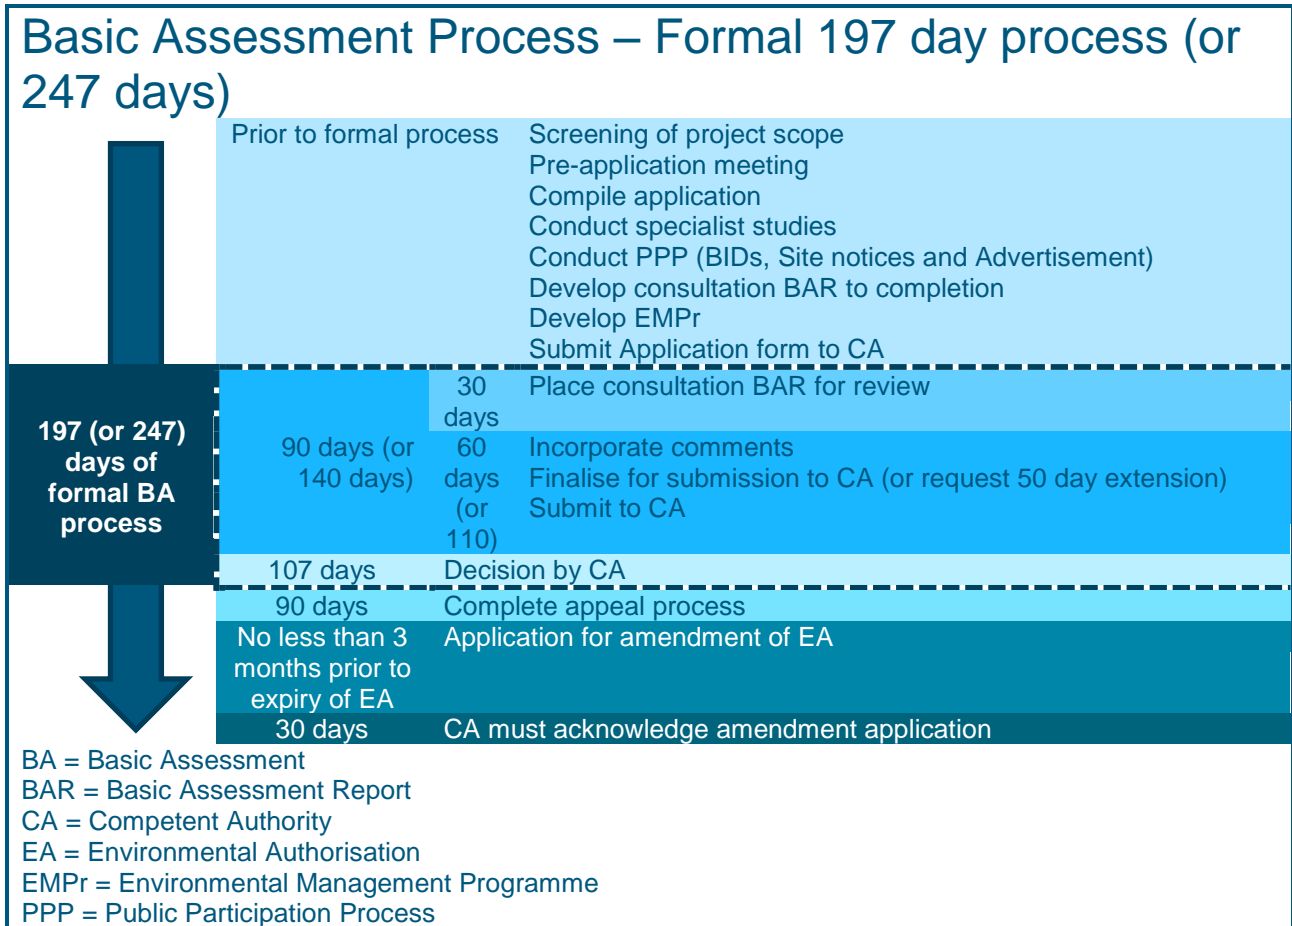 Basic Assessment Process – Formal 197 day process (or
247 days)
Prior to formal process
Screening of project scope
Pre-application meeting
Compile application
Conduct specialist studies
Conduct PPP (BIDs, Site notices and Advertisement)
Develop consultation BAR to completion
Develop EMPr
Submit Application form to CA
197 (or 247)
days of
formal BA
process
90 days (or
140 days)
30
days
Place consultation BAR for review
60
days
(or
110)
Incorporate comments
Finalise for submission to CA (or request 50 day extension)
Submit to CA
107 days
Decision by CA
90 days
Complete appeal process
No less than 3
months prior to
expiry of EA
Application for amendment of EA
30 days
CA must acknowledge amendment application
BA = Basic Assessment
BAR = Basic Assessment Report
CA = Competent Authority
EA = Environmental Authorisation
EMPr = Environmental Management Programme
PPP = Public Participation Process